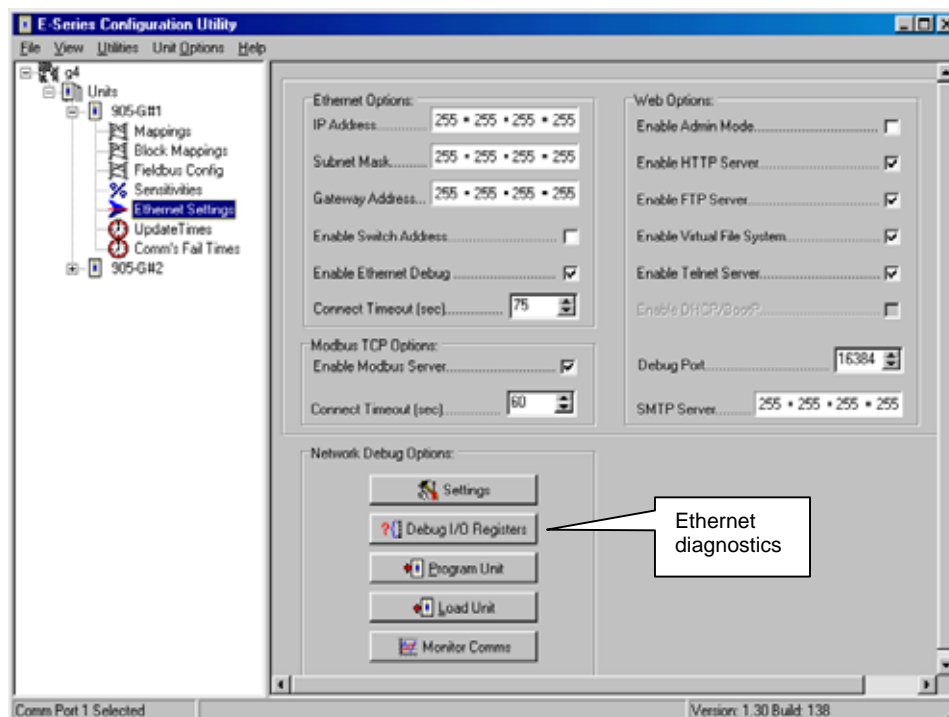 E-Series Configuration Utility
File View Utilities Unit Options Help
g4
Units
905-G#1
Mappings
Block Mappings
Fieldbus Config
Sensitivities
Ethernet Settings
UpdateTimes
Comm's Fail Times
905-G#2
Ethernet Options:
IP Address.............. 255 • 255 • 255 • 255
Subnet Mask......... 255 • 255 • 255 • 255
Gateway Address... 255 • 255 • 255 • 255
Enable Switch Address
Enable Ethernet Debug
Connect Timeout (sec) 75
Modbus TCP Options:
Enable Modbus Server
Connect Timeout (sec) 60
Web Options:
Enable Admin Mode
Enable HTTP Server
Enable FTP Server
Enable Virtual File System
Enable Telnet Server
Enable DHCP/BootP
Debug Port 16384
SMTP Server 255 • 255 • 255 • 255
Network Debug Options:
Settings
?{} Debug I/O Registers
Program Unit
Load Unit
Monitor Comms
Ethernet
diagnostics
Comm Port 1 Selected
Version: 1.30 Build: 138